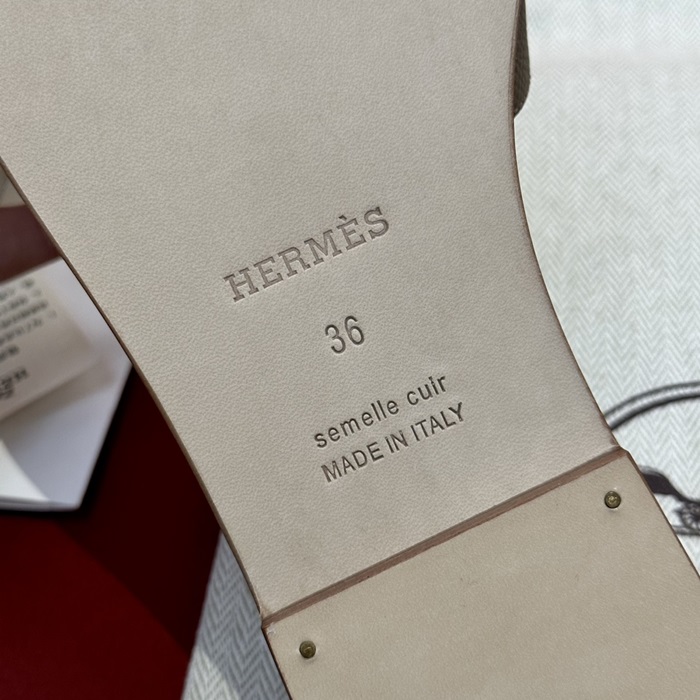 HERMÈS
36
semelle cuir
MADE IN ITALY